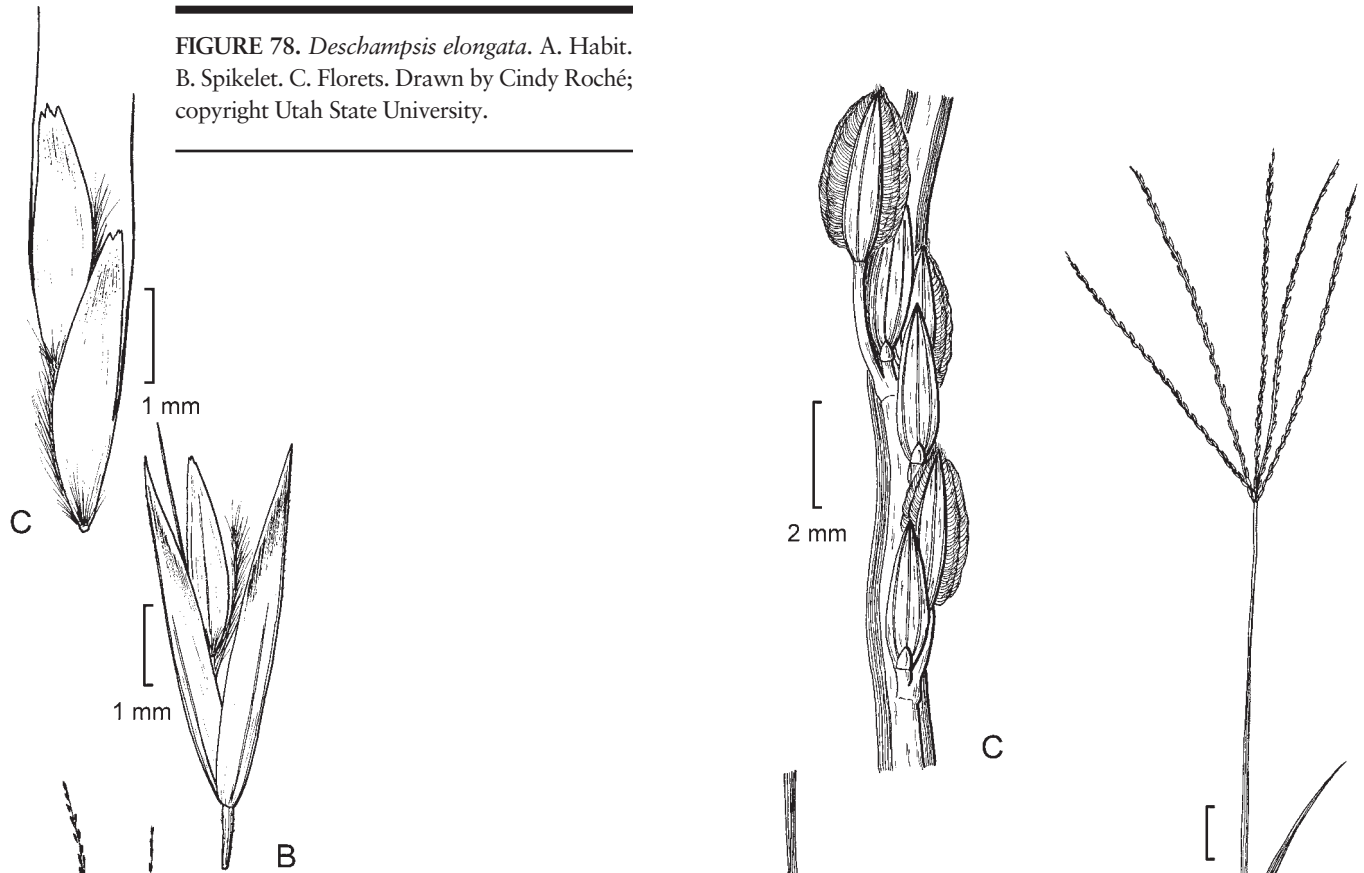 FIGURE 78. Deschampsis elongata. A. Habit.
B. Spikelet. C. Florets. Drawn by Cindy Roché;
copyright Utah State University.
1 mm
C
1 mm
B
2 mm
C